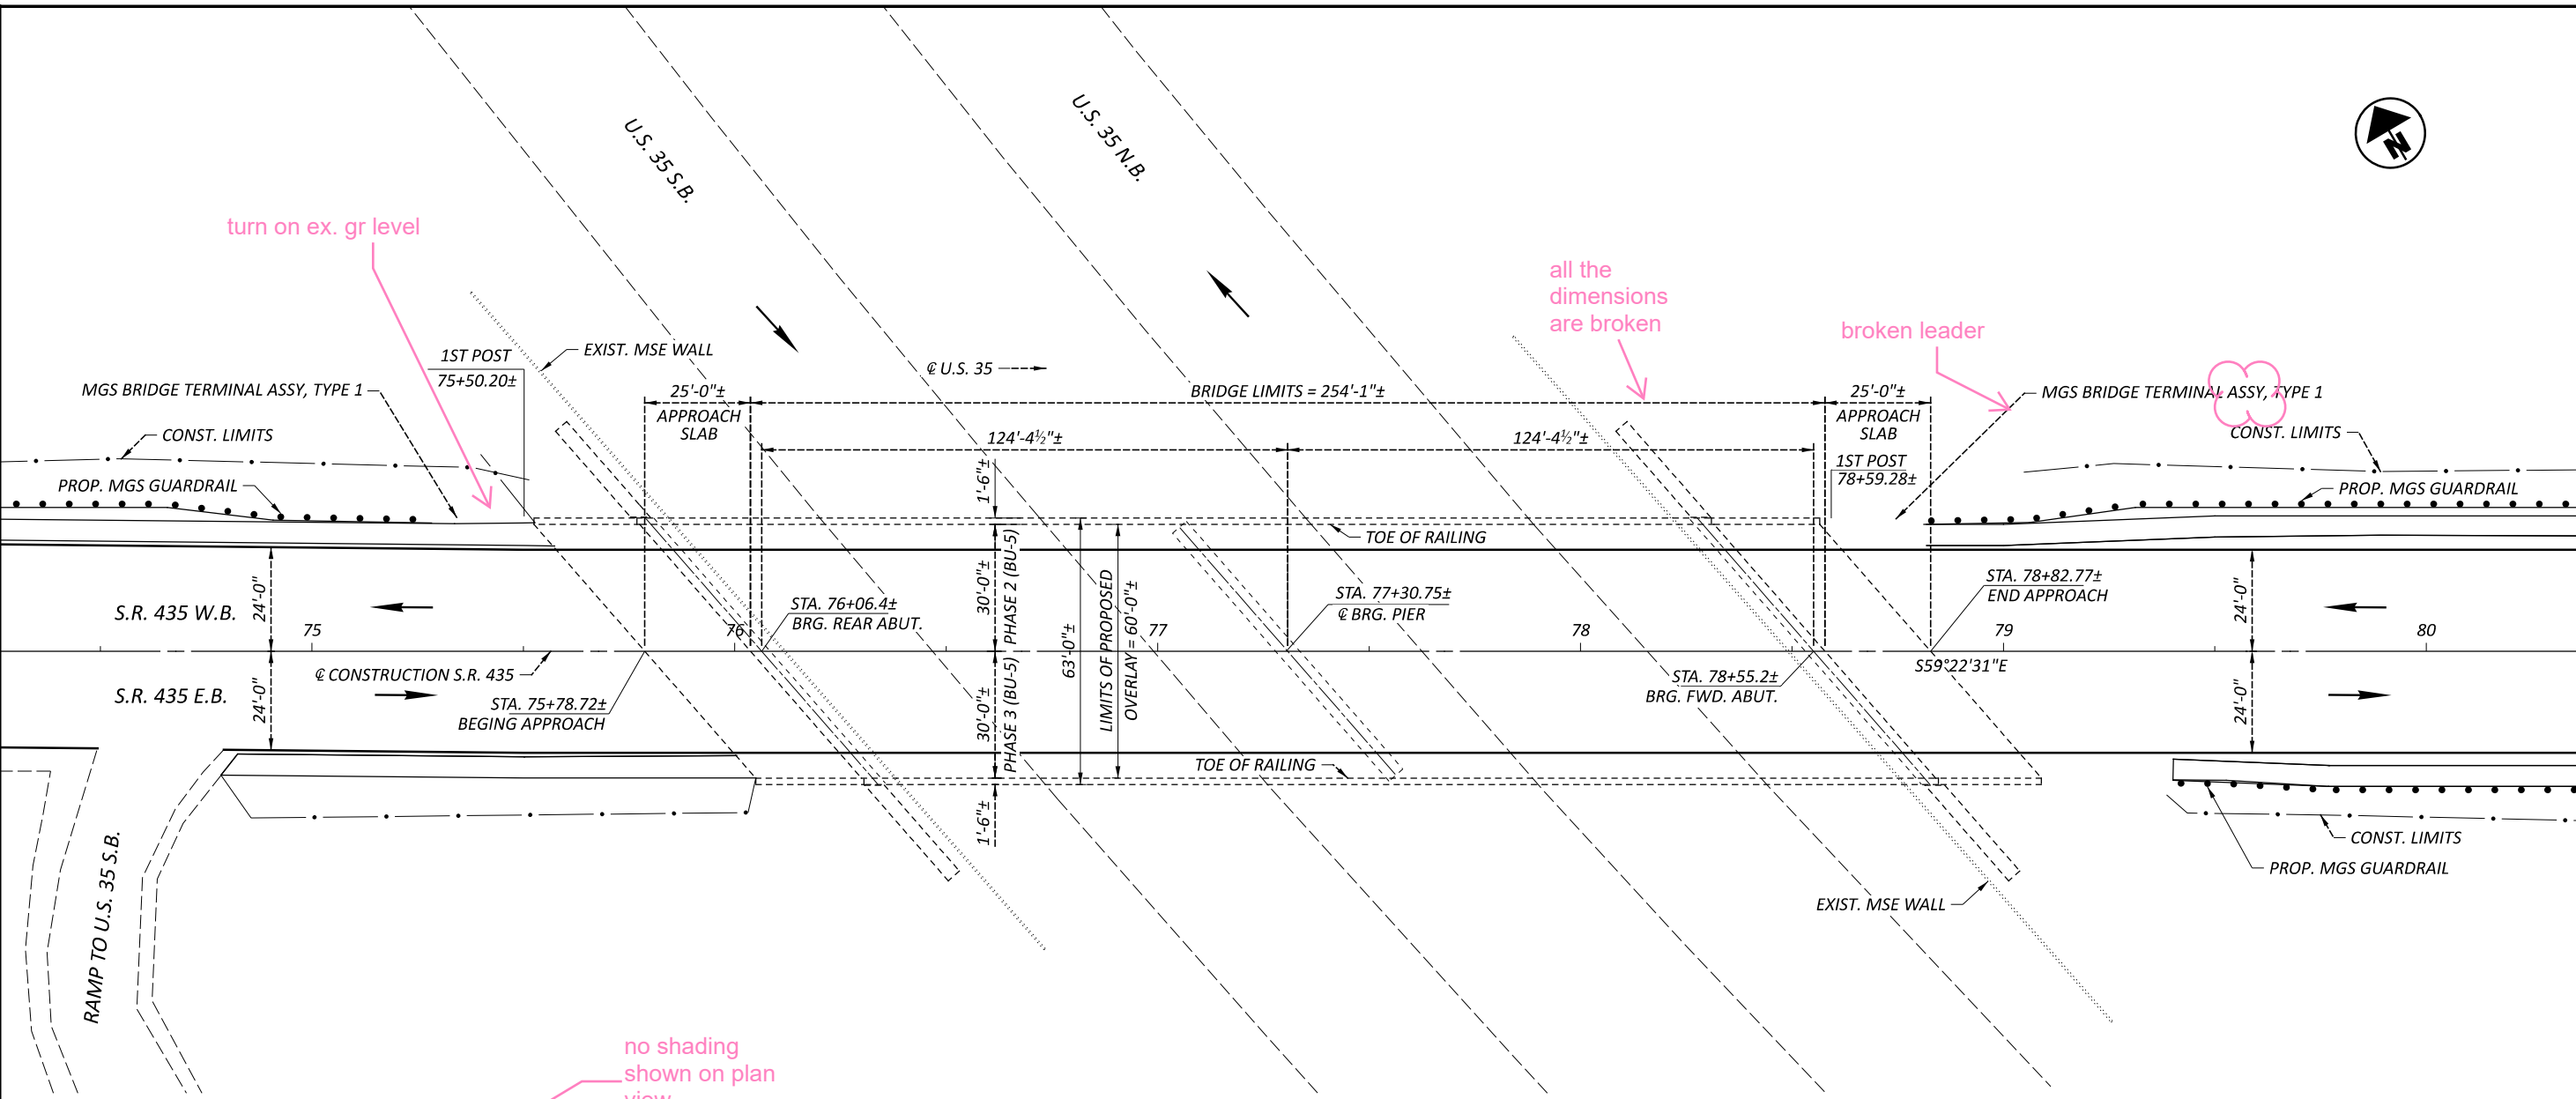 U.S. 35 S.B.
U.S. 35 N.B.
N
turn on ex. gr level
all the
dimensions
are broken
broken leader
1ST POST
75+50.20±
EXIST. MSE WALL
℄ U.S. 35
MGS BRIDGE TERMINAL ASSY, TYPE 1
25'-0"±
APPROACH
SLAB
BRIDGE LIMITS = 254'-1"±
25'-0"±
APPROACH
SLAB
MGS BRIDGE TERMINAL ASSY, TYPE 1
CONST. LIMITS
124'-4½"±
124'-4½"±
CONST. LIMITS
1ST POST
78+59.28±
PROP. MGS GUARDRAIL
1'-6"±
PROP. MGS GUARDRAIL
TOE OF RAILING
24'-0"
S.R. 435 W.B.
75
76
STA. 76+06.4±
BRG. REAR ABUT.
30'-0"±
PHASE 2 (BU-5)
63'-0"±
LIMITS OF PROPOSED
OVERLAY = 60'-0"±
77
STA. 77+30.75±
℄ BRG. PIER
78
STA. 78+82.77±
END APPROACH
79
24'-0"
80
℄ CONSTRUCTION S.R. 435
S.R. 435 E.B.
24'-0"
STA. 75+78.72±
BEGING APPROACH
30'-0"±
PHASE 3 (BU-5)
STA. 78+55.2±
BRG. FWD. ABUT.
S59°22'31"E
24'-0"
TOE OF RAILING
1'-6"±
CONST. LIMITS
PROP. MGS GUARDRAIL
EXIST. MSE WALL
RAMP TO U.S. 35 S.B.
no shading
shown on plan
view